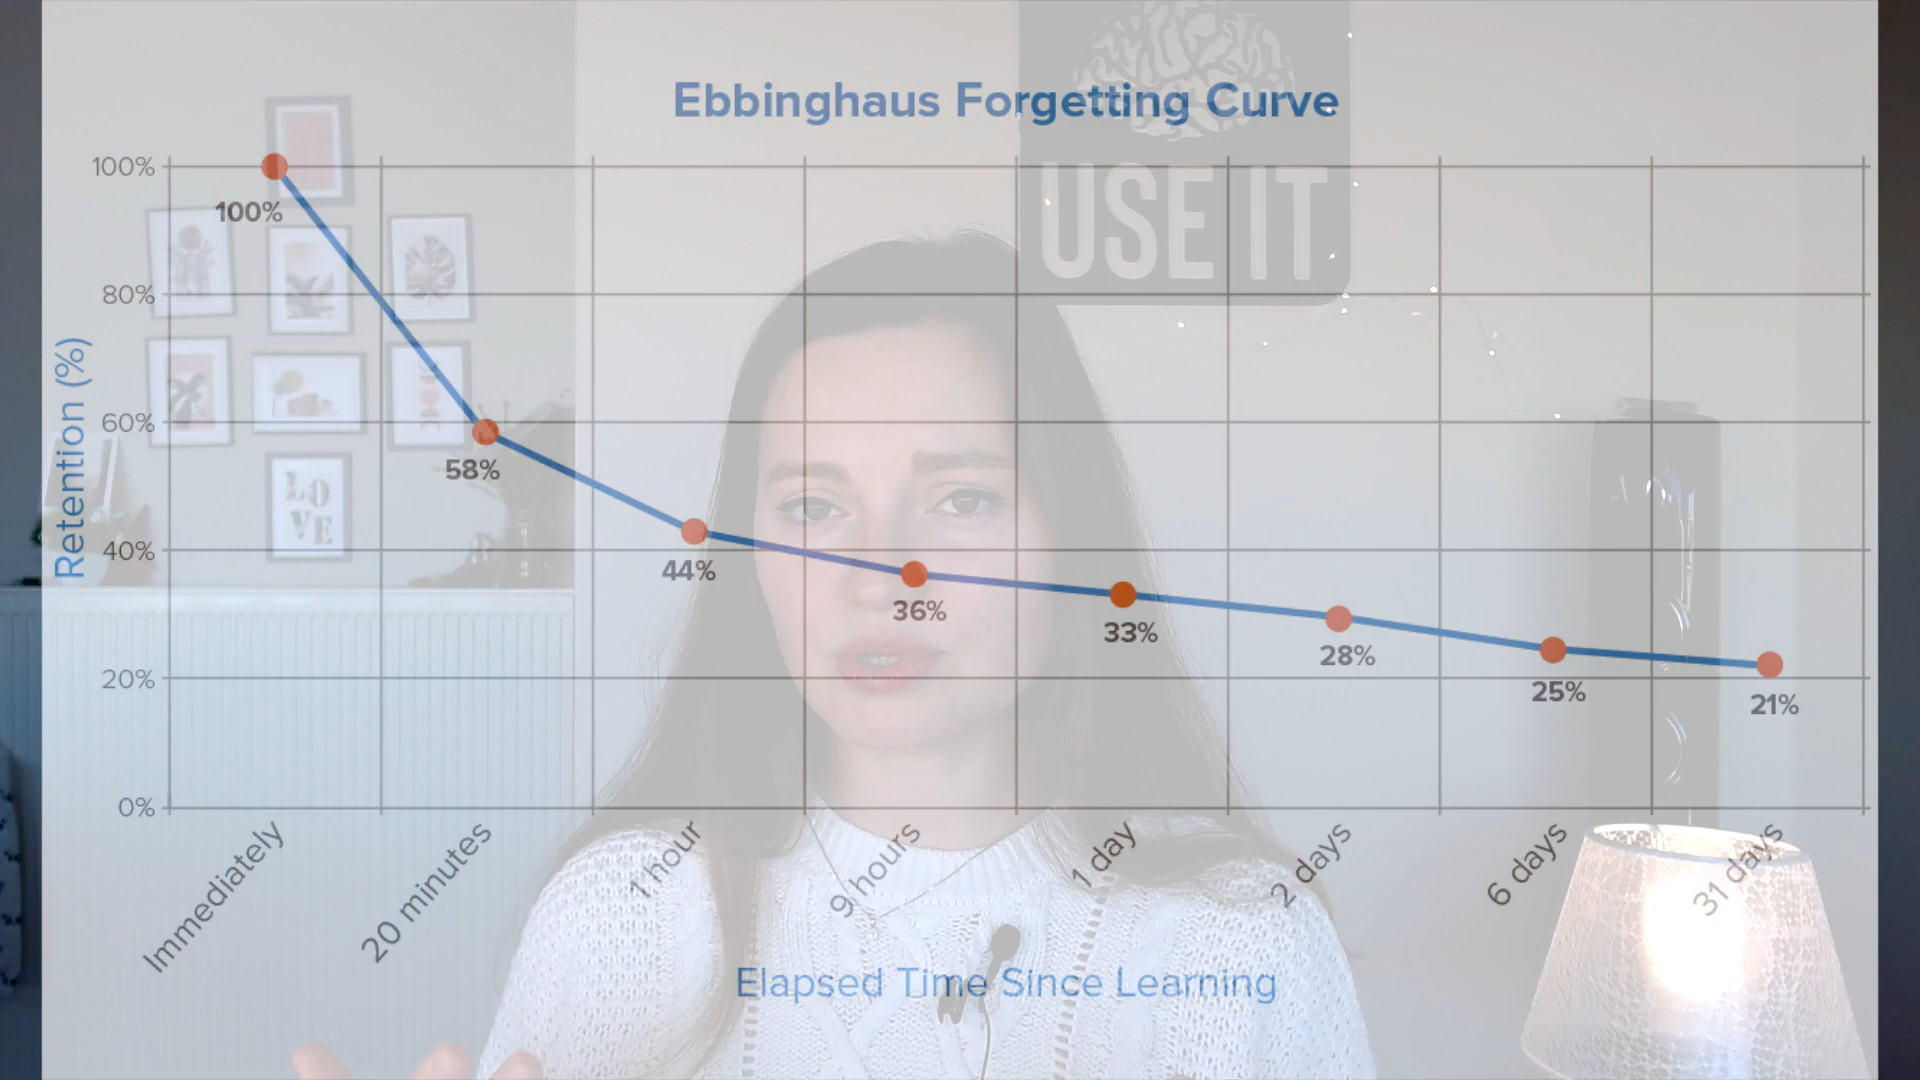 Ebbinghaus Forgetting Curve
USE IT
LO
VE
Retention (%)
100%
80%
60%
40%
20%
0%
100%
58%
44%
36%
33%
28%
25%
21%
Immediately
20 minutes
1 hour
9 hours
1 day
2 days
6 days
31 days
Elapsed Time Since Learning